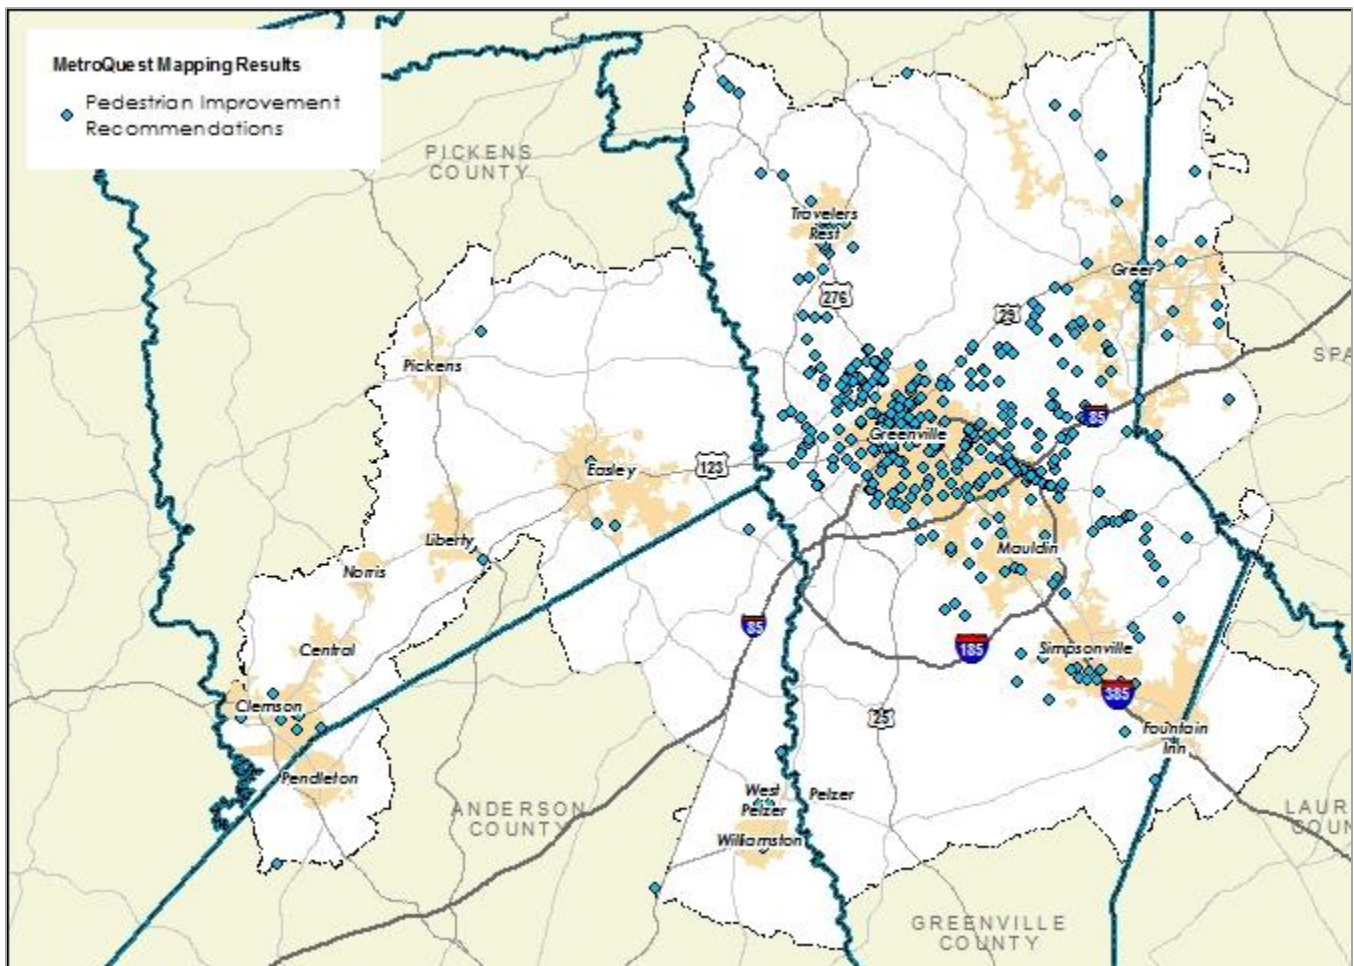 MetroQuest Mapping Results
Pedestrian Improvement
Recommendations
PICKENS
COUNTY
Travelers
Rest
Greer
276
29
SPA
Pickens
85
Greenville
Easley
123
Liberty
Mauldin
Norris
85
185
Central
Simpsonville
385
Clemson
25
Fountain
Inn
Pendleton
West
Pelzer
Pelzer
ANDERSON
COUNTY
LAUR
COUN
Williamston
GREENVILLE
COUNTY